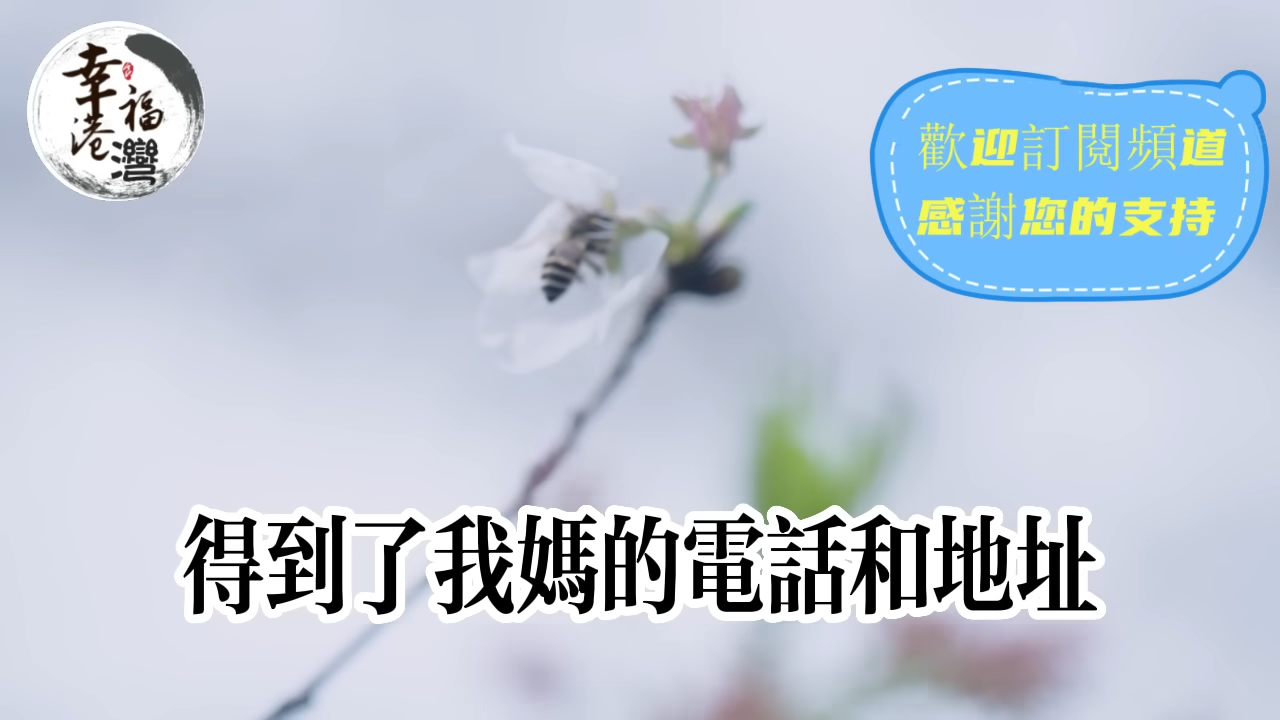 幸福港灣
歡迎訂閱頻道
感謝您的支持
得到了我媽的電話和地址